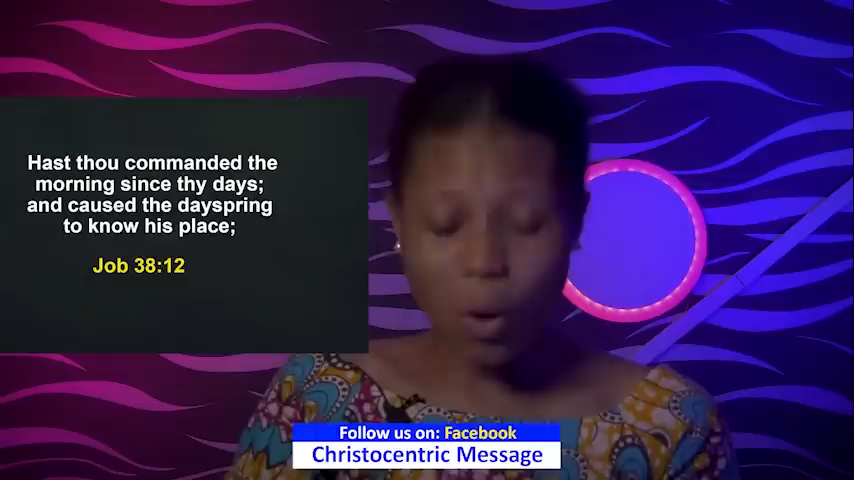 Hast thou commanded the
morning since thy days;
and caused the dayspring
to know his place;
Job 38:12
Follow us on: Facebook
Christocentric Message